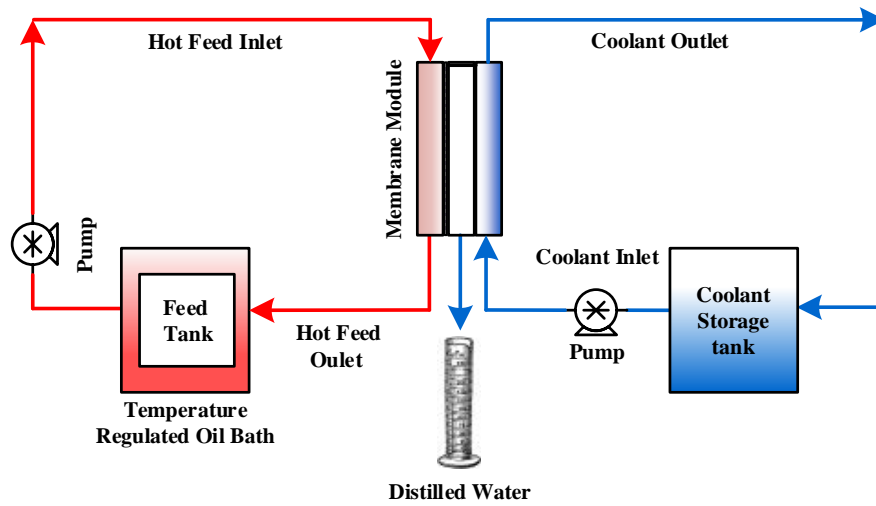 Hot Feed Inlet
Coolant Outlet
Membrane Module
Pump
Coolant Inlet
Feed
Tank
Coolant
Storage
tank
Hot Feed
Oulet
Pump
Temperature
Regulated Oil Bath
Distilled Water